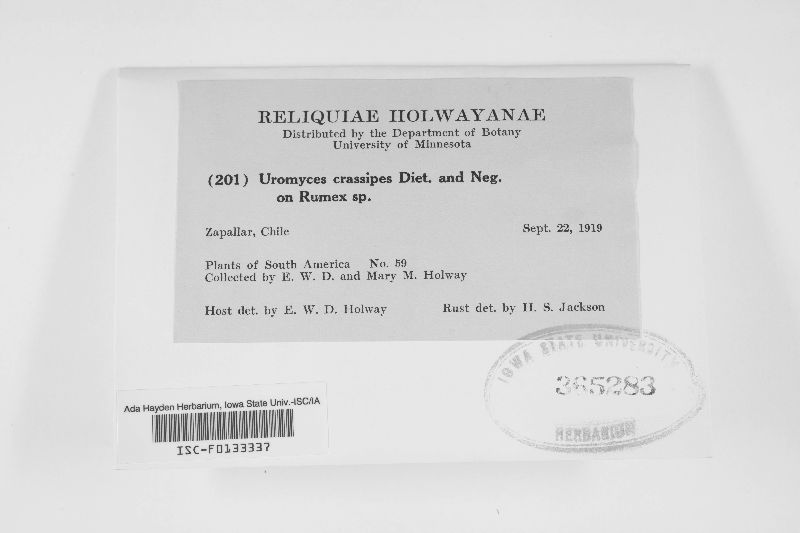 RELIQUIAE HOLWAYANAE
Distributed by the Department of Botany
University of Minnesota
(201) Uromyces crassipes Diet. and Neg.
on Rumex sp.
Zapallar, Chile Sept. 22, 1919
Plants of South America No. 59
Collected by E. W. D. and Mary M. Holway
Host det. by E. W. D. Holway Rust det. by H. S. Jackson
IOWA STATE UNIVERSITY
365283
HERBARIUM
Ada Hayden Herbarium, Iowa State Univ.-ISC/IA
ISC-F0133337